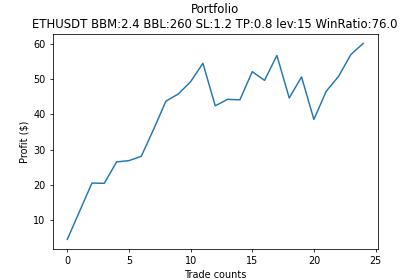 Portfolio
ETHUSDT BBM:2.4 BBL:260 SL:1.2 TP:0.8 lev:15 WinRatio:76.0
Profit ($)
60
50
40
30
20
10
0 5 10 15 20 25
Trade counts